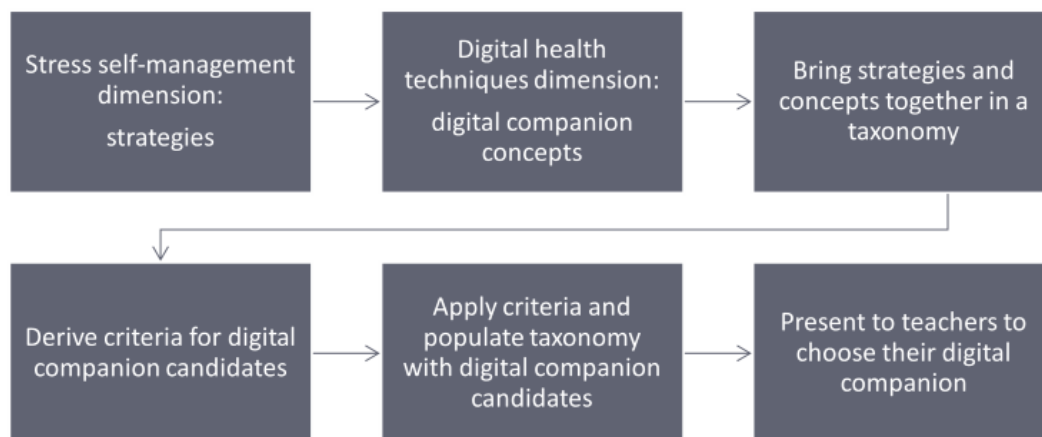 Stress self-management
dimension:
strategies
Digital health
techniques dimension:
digital companion
concepts
Bring strategies and
concepts together in a
taxonomy
Derive criteria for digital
companion candidates
Apply criteria and
populate taxonomy
with digital companion
candidates
Present to teachers to
choose their digital
companion